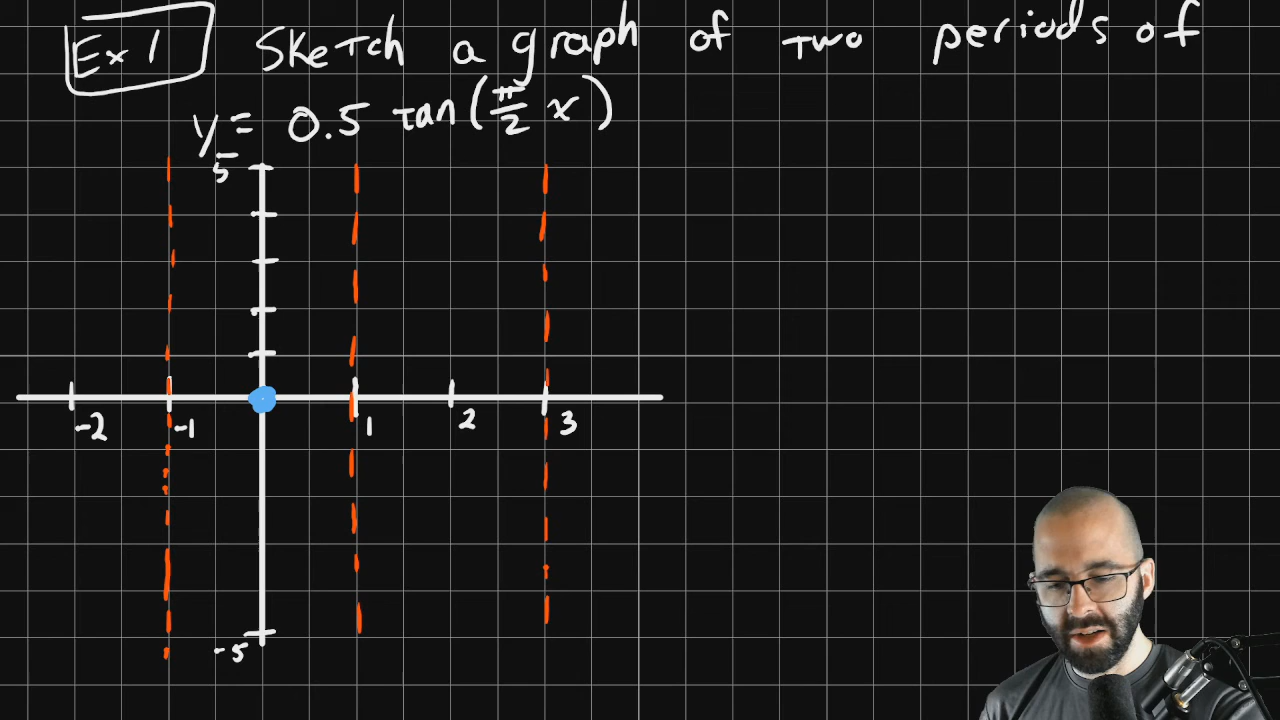 Ex 1 Sketch a graph of two periods of
y = 0.5 tan(π/2 x)
5
-2 -1 1 2 3
-5